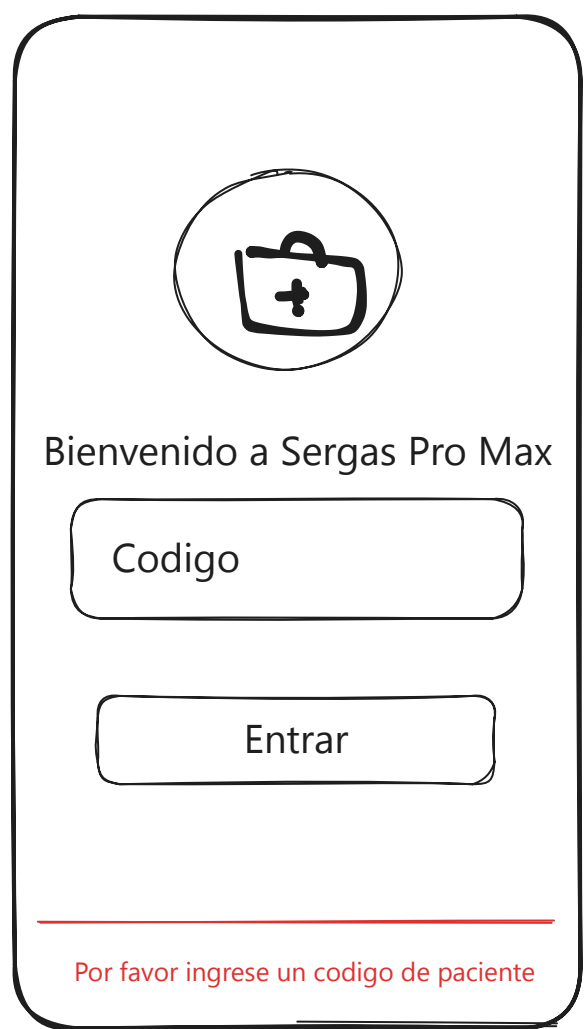 Bienvenido a Sergas Pro Max
Codigo
Entrar
Por favor ingrese un codigo de paciente